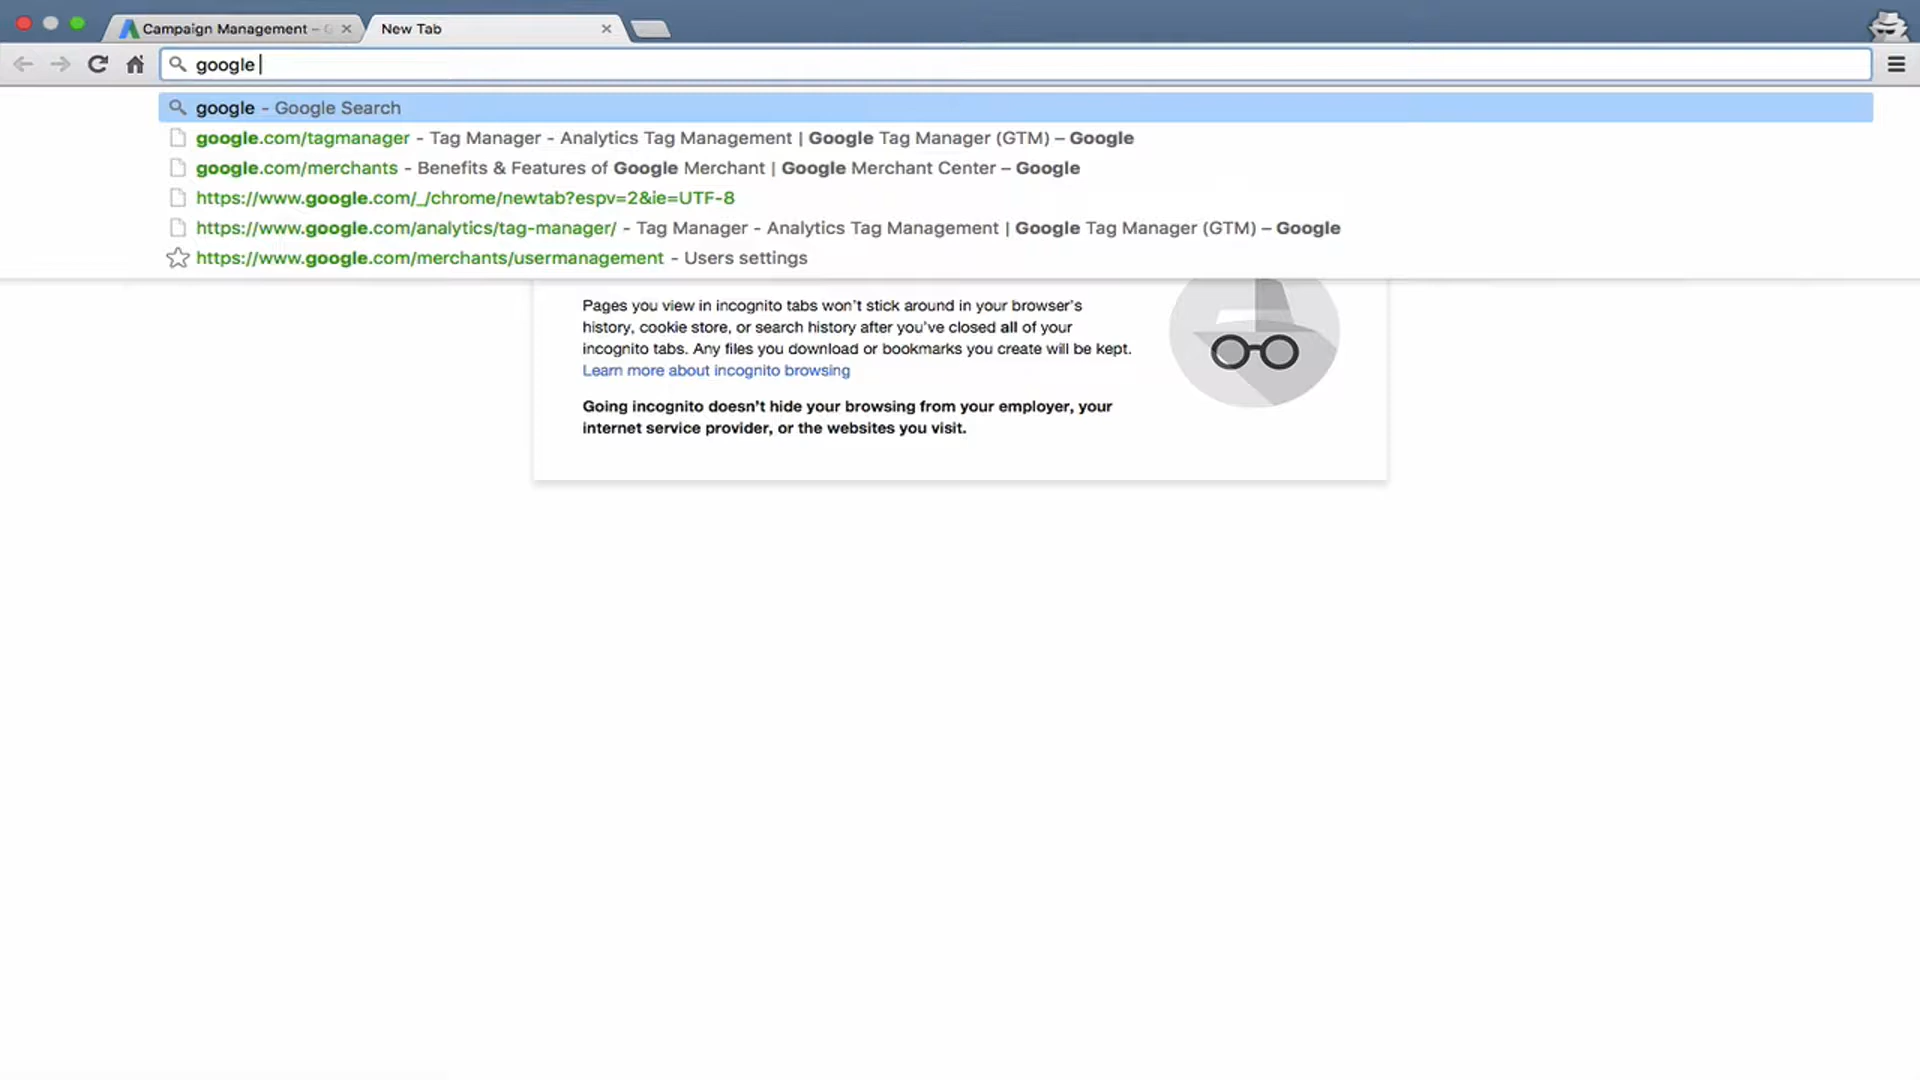 Campaign Management –
New Tab
google
google - Google Search
google.com/tagmanager - Tag Manager - Analytics Tag Management | Google Tag Manager (GTM) – Google
google.com/merchants - Benefits & Features of Google Merchant | Google Merchant Center – Google
https://www.google.com/_/chrome/newtab?espv=2&ie=UTF-8
https://www.google.com/analytics/tag-manager/ - Tag Manager - Analytics Tag Management | Google Tag Manager (GTM) – Google
https://www.google.com/merchants/usermanagement - Users settings
Pages you view in incognito tabs won't stick around in your browser's
history, cookie store, or search history after you've closed all of your
incognito tabs. Any files you download or bookmarks you create will be kept.
Learn more about incognito browsing
Going incognito doesn't hide your browsing from your employer, your
internet service provider, or the websites you visit.